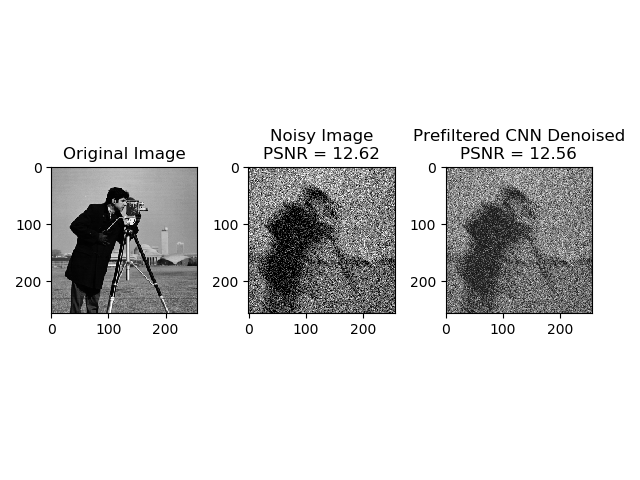 Original Image
Noisy Image
PSNR = 12.62
Prefiltered CNN Denoised
PSNR = 12.56
0
100
200
0 100 200
0
100
200
0 100 200
0
100
200
0 100 200